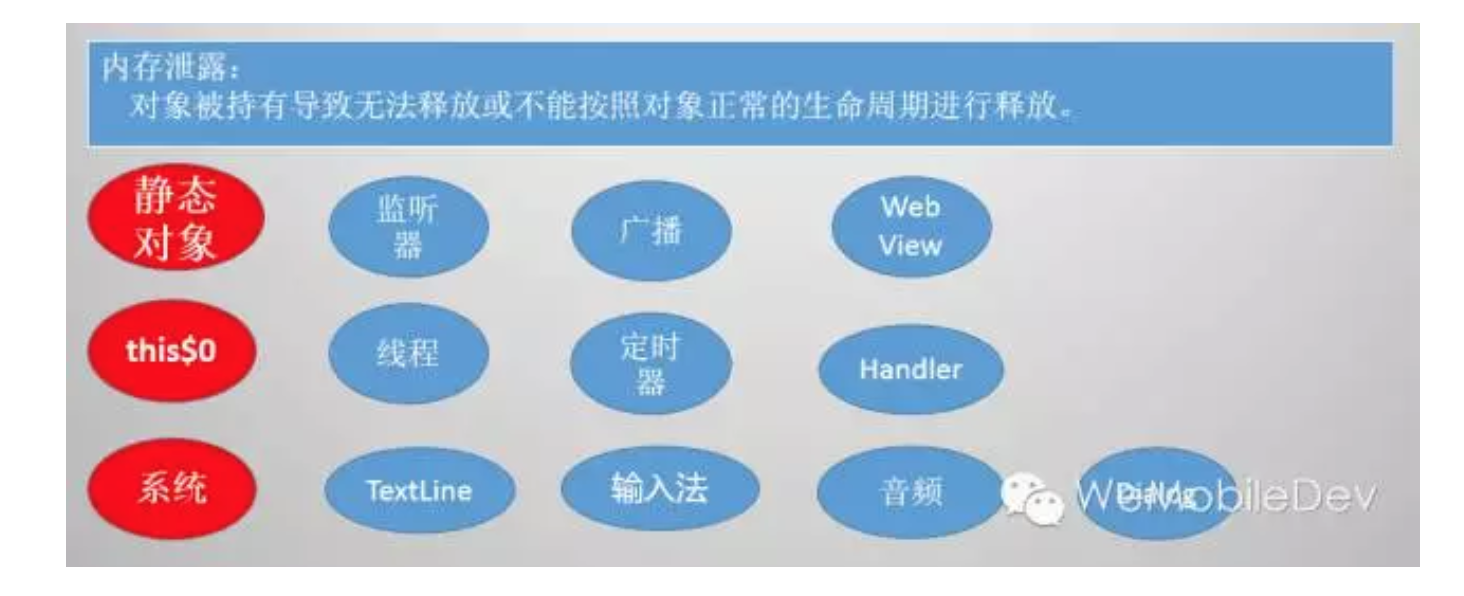 内存泄露：
对象被持有导致无法释放或不能按照对象正常的生命周期进行释放。
静态
对象
监听
器
广播
Web
View
this$0
线程
定时
器
Handler
系统
TextLine
输入法
音频
Dialog
WeMobileDev